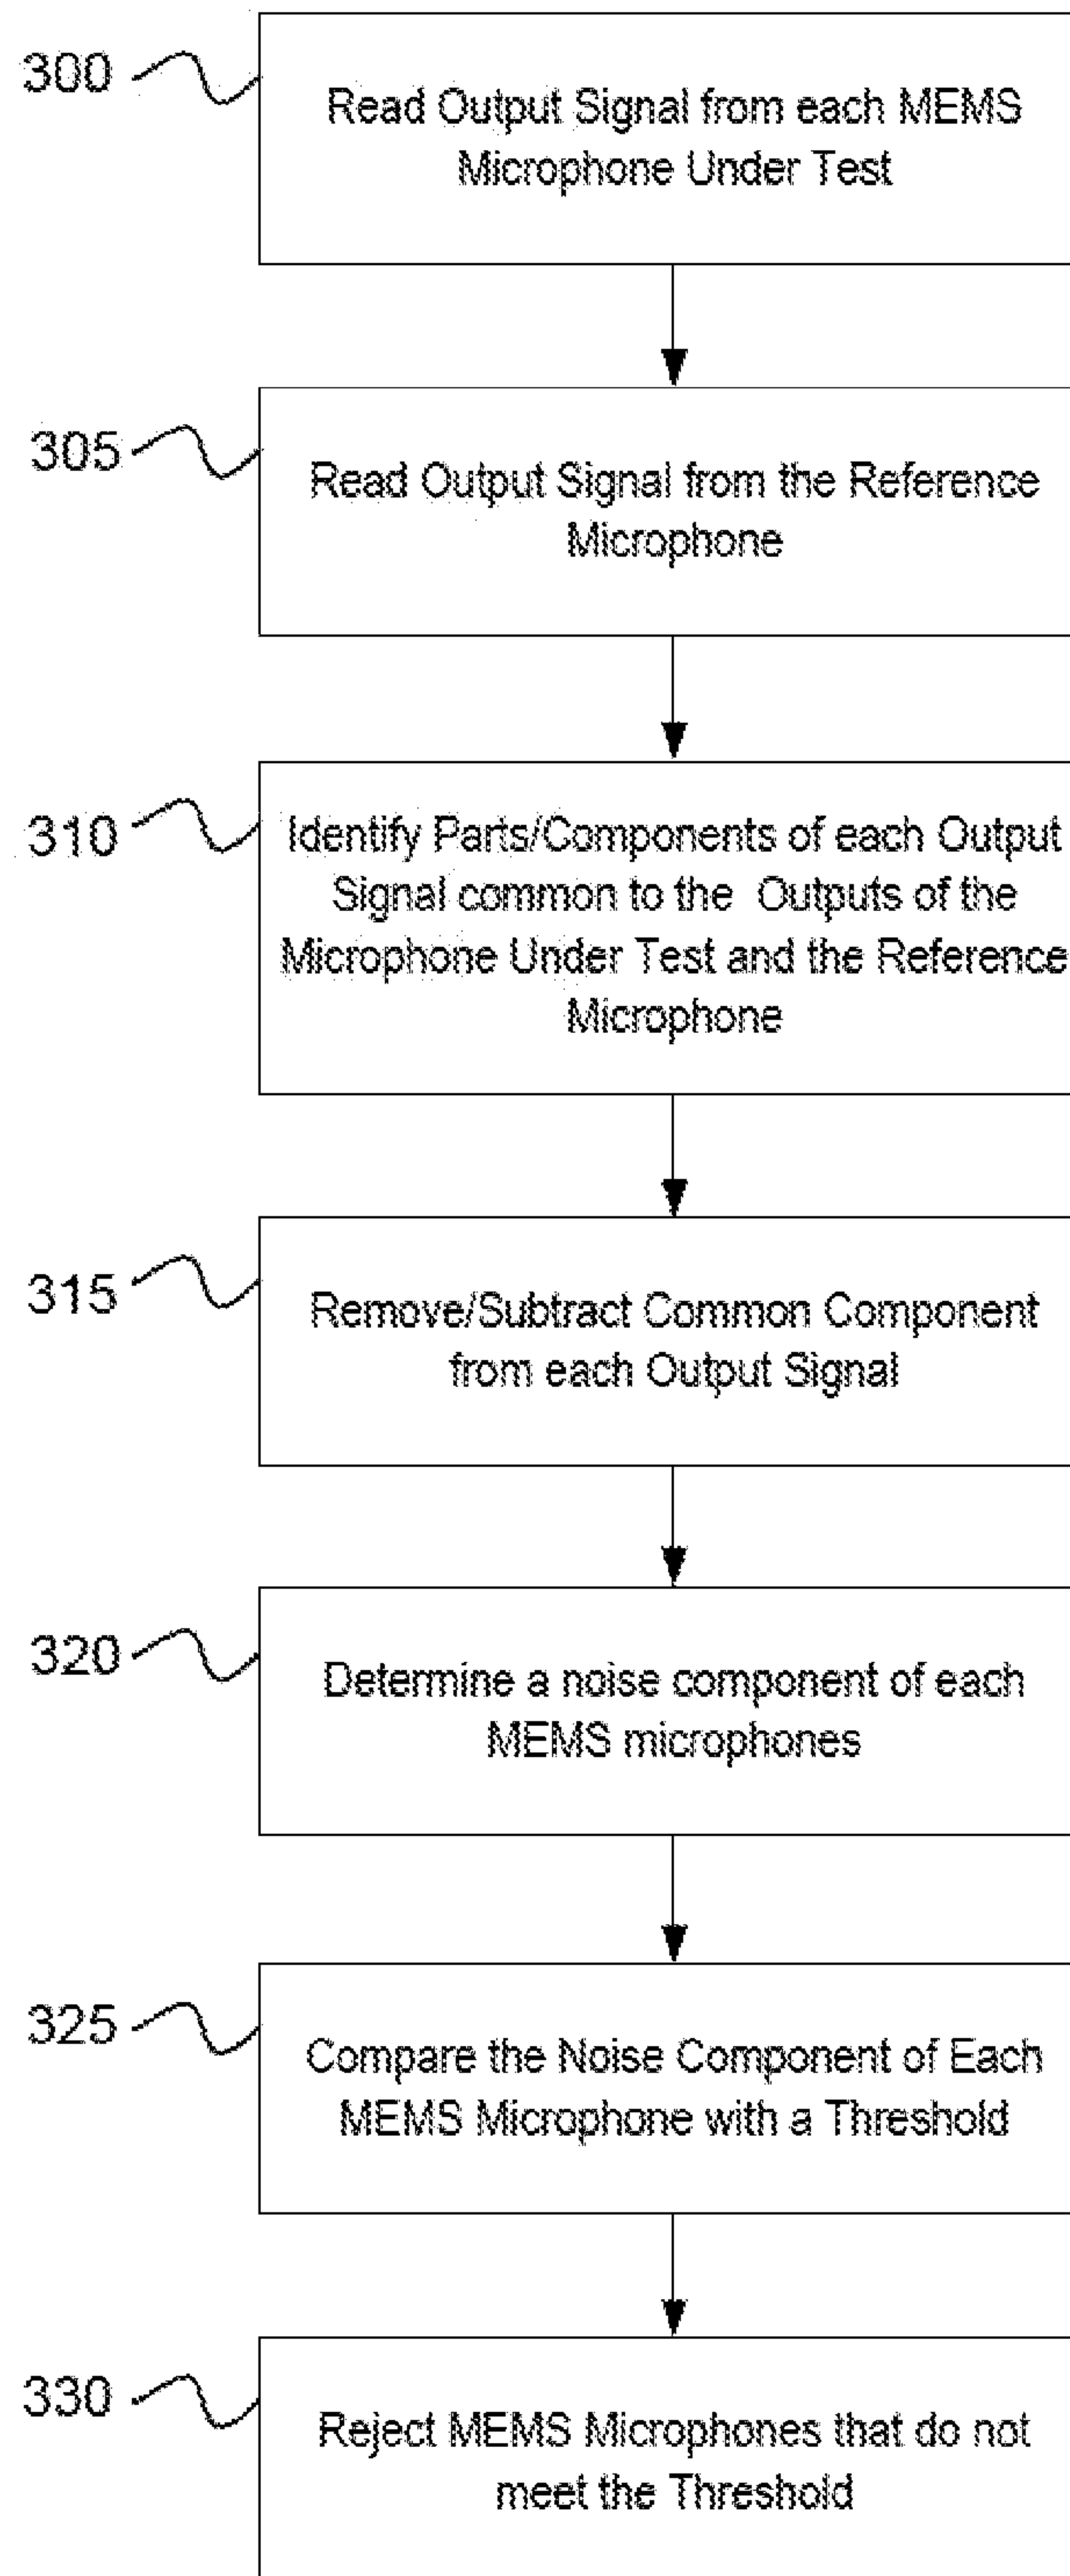 300
Read Output Signal from each MEMS
Microphone Under Test
305
Read Output Signal from the Reference
Microphone
310
Identify Parts/Components of each Output
Signal common to the Outputs of the
Microphone Under Test and the Reference
Microphone
315
Remove/Subtract Common Component
from each Output Signal
320
Determine a noise component of each
MEMS microphones
325
Compare the Noise Component of Each
MEMS Microphone with a Threshold
330
Reject MEMS Microphones that do not
meet the Threshold